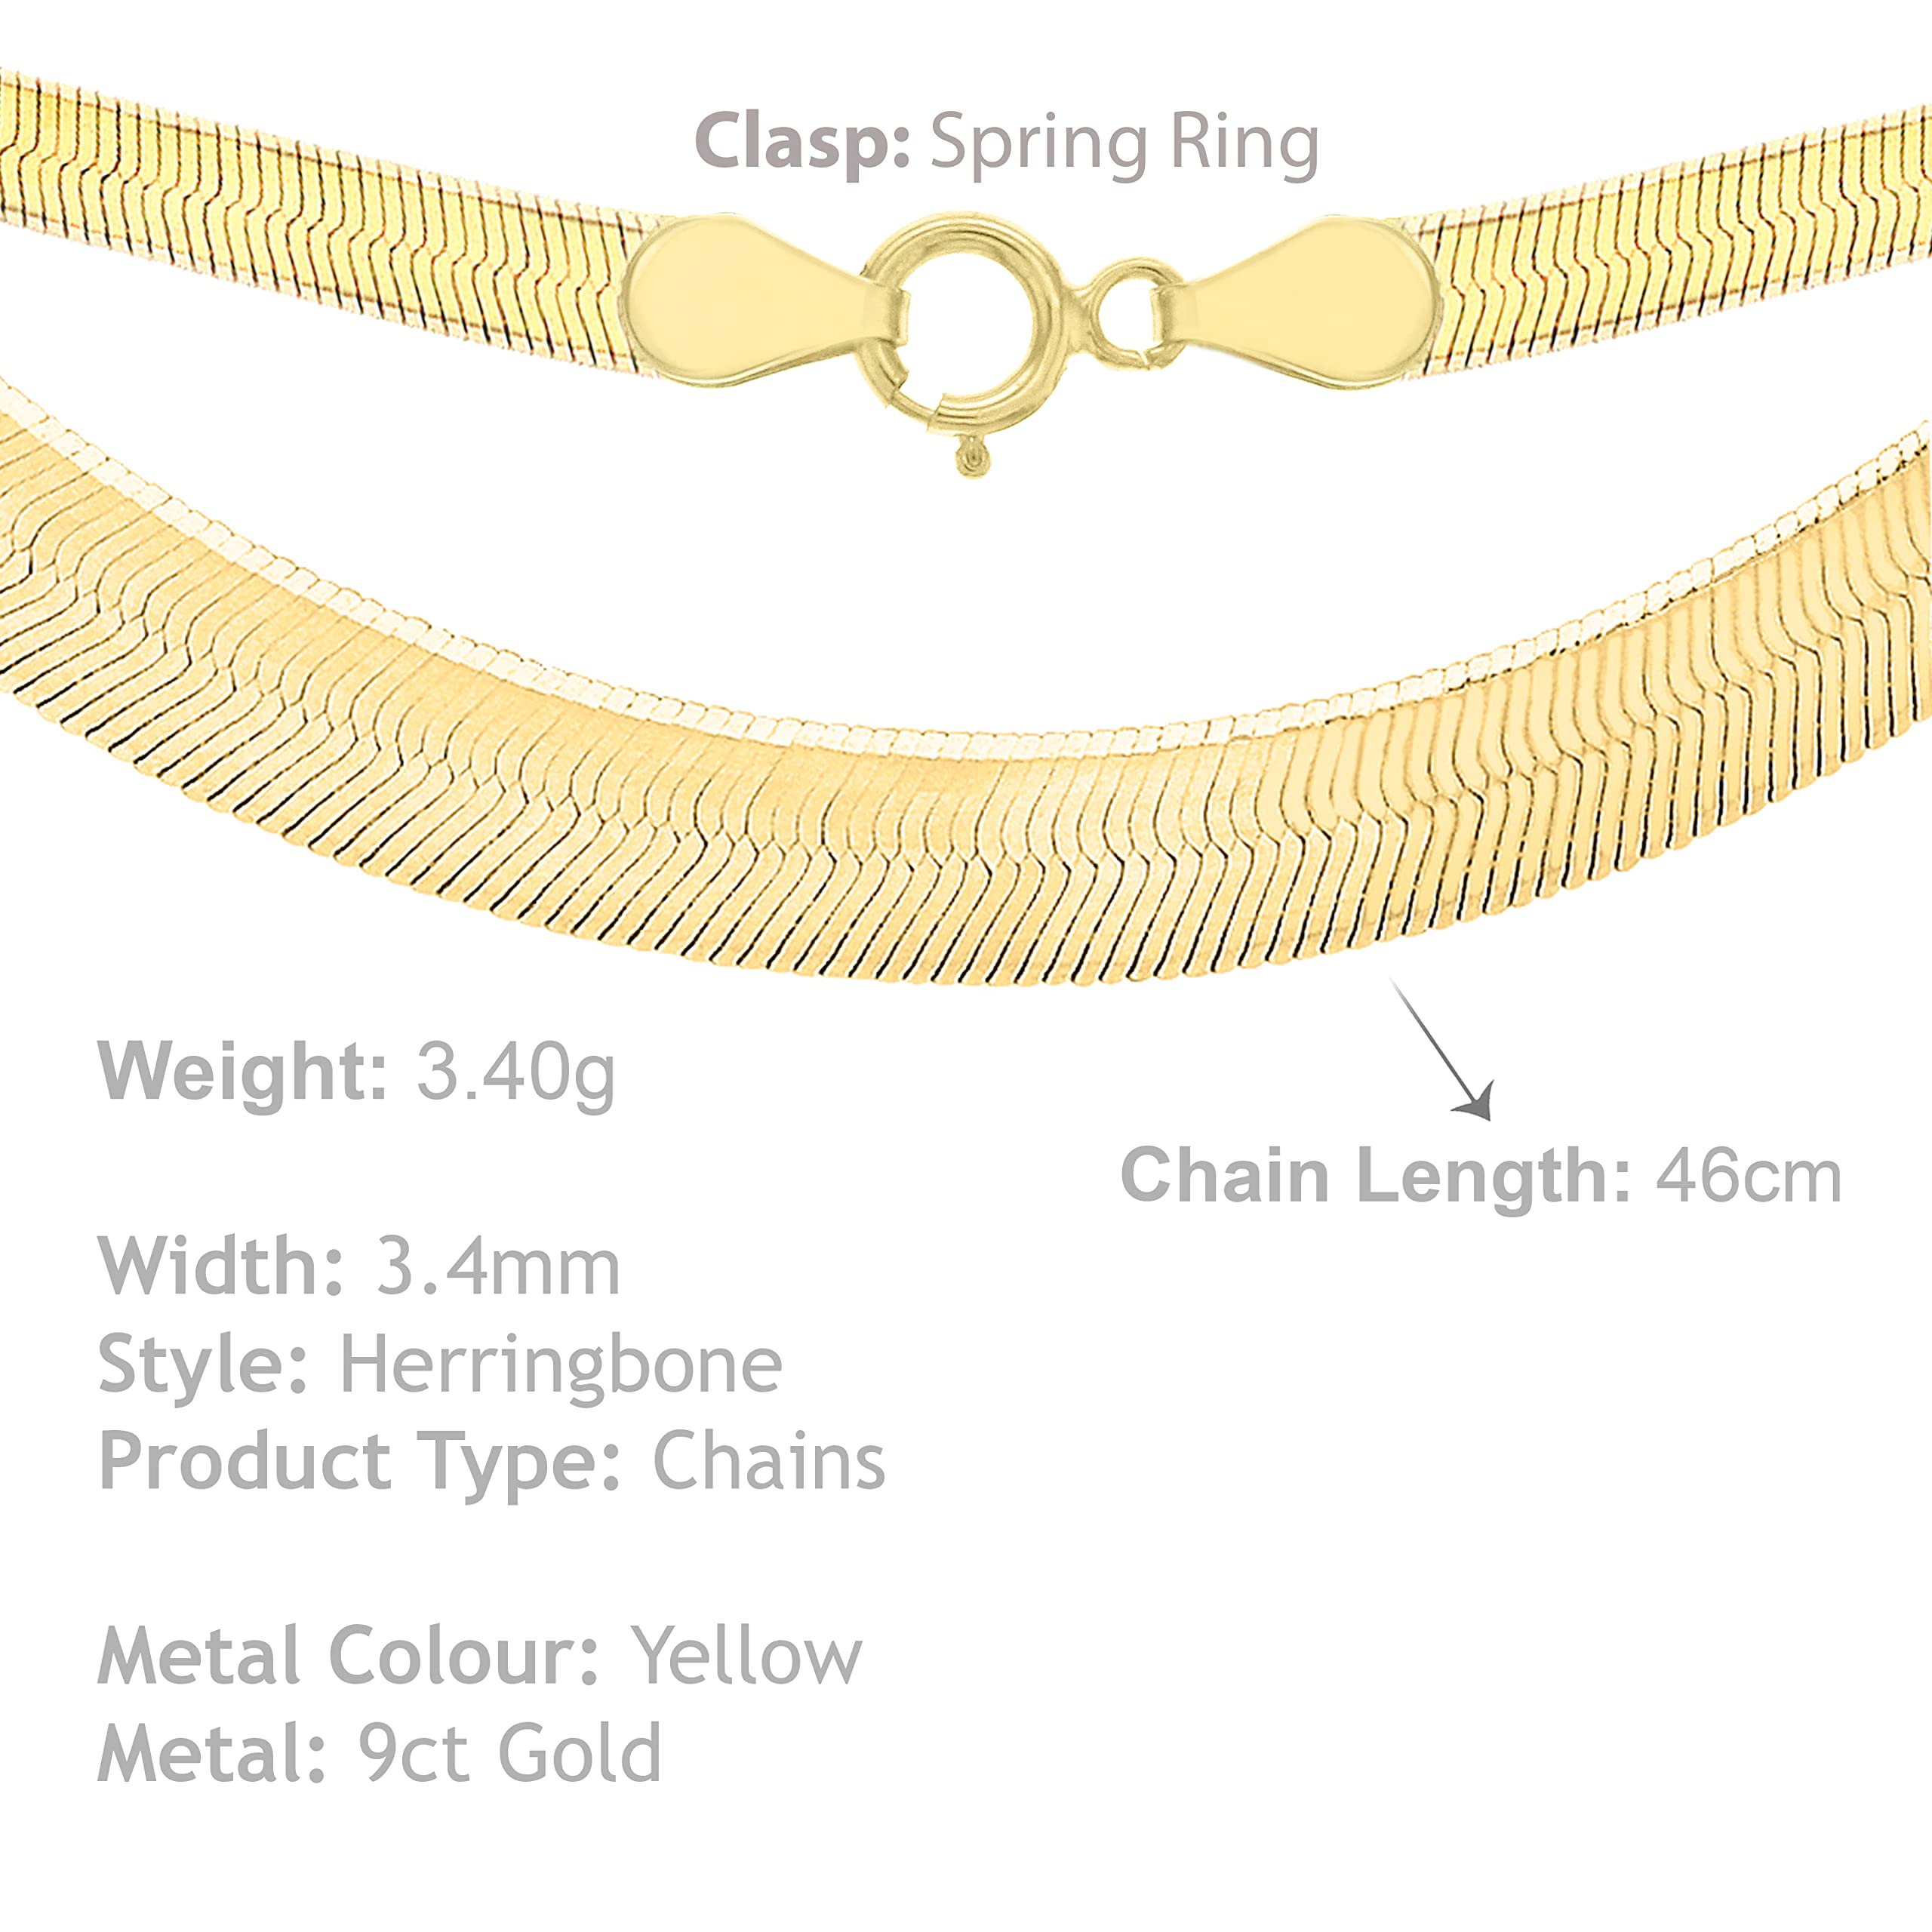 Clasp: Spring Ring
Weight: 3.40g
Chain Length: 46cm
Width: 3.4mm
Style: Herringbone
Product Type: Chains
Metal Colour: Yellow
Metal: 9ct Gold